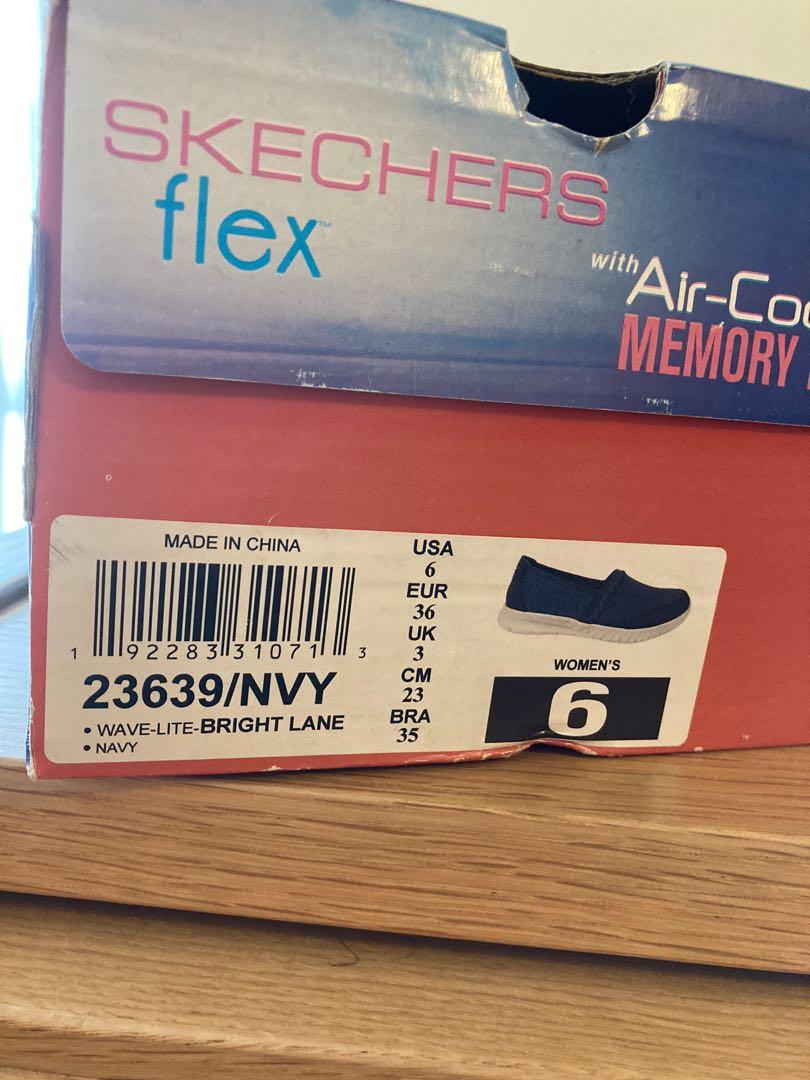 SKECHERS
flex™
with Air-Coo
MEMORY
MADE IN CHINA
1 92283 31071 3
23639/NVY
• WAVE-LITE-BRIGHT LANE
• NAVY
USA
6
EUR
36
UK
3
CM
23
BRA
35
WOMEN'S
6